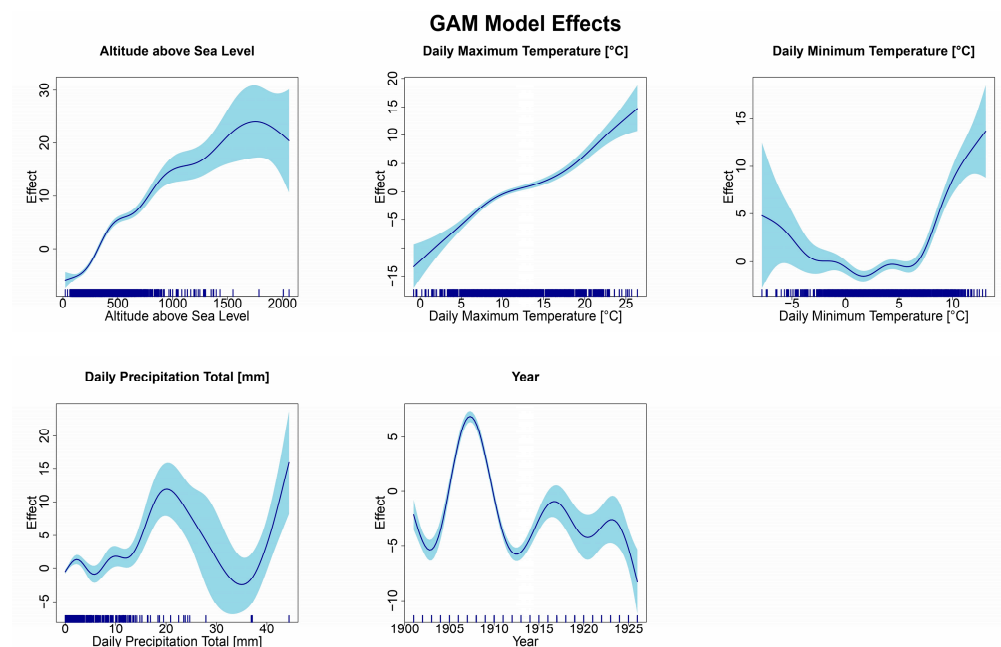 GAM Model Effects
Altitude above Sea Level
Effect
0 10 20 30
0 500 1000 1500 2000
Altitude above Sea Level
Daily Maximum Temperature [°C]
Effect
−15 −5 0 5 10 15 20
0 5 10 15 20 25
Daily Maximum Temperature [°C]
Daily Minimum Temperature [°C]
Effect
0 5 10 15
−5 0 5 10
Daily Minimum Temperature [°C]
Daily Precipitation Total [mm]
Effect
−5 0 5 10 15 20
0 10 20 30 40
Daily Precipitation Total [mm]
Year
Effect
−10 −5 0 5
1900 1905 1910 1915 1920 1925
Year